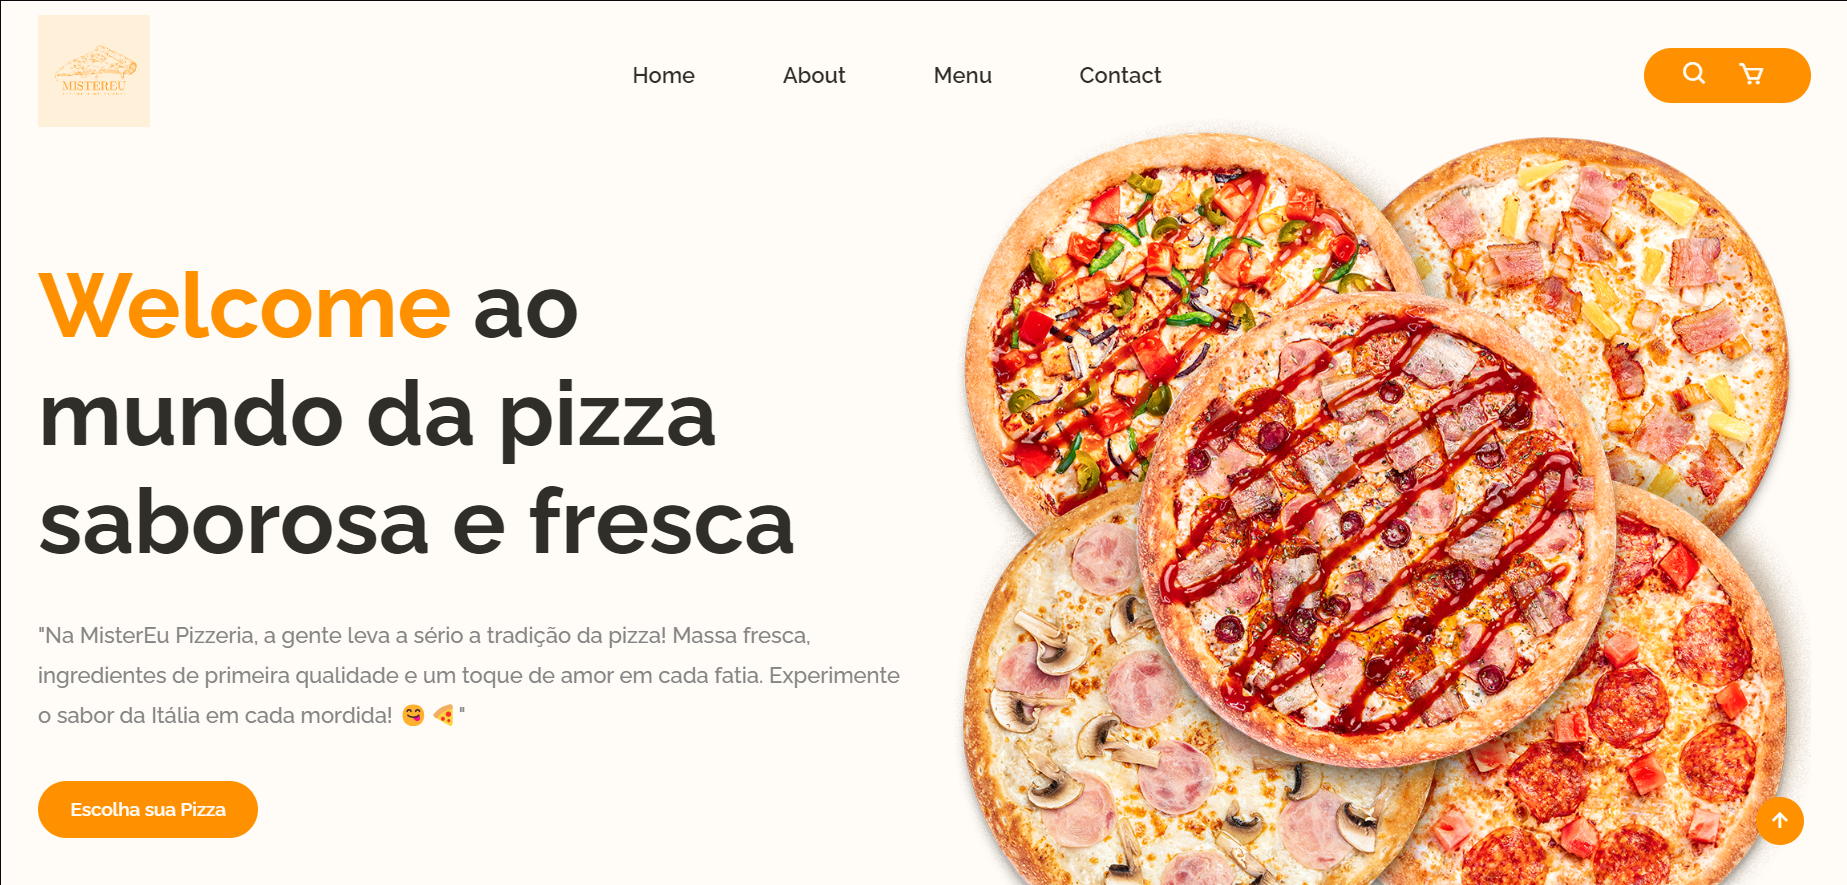 MISTEREU
Home
About
Menu
Contact
Welcome ao
mundo da pizza
saborosa e fresca
"Na MisterEu Pizzeria, a gente leva a sério a tradição da pizza! Massa fresca,
ingredientes de primeira qualidade e um toque de amor em cada fatia. Experimente
o sabor da Itália em cada mordida! 😋 🍕"
Escolha sua Pizza